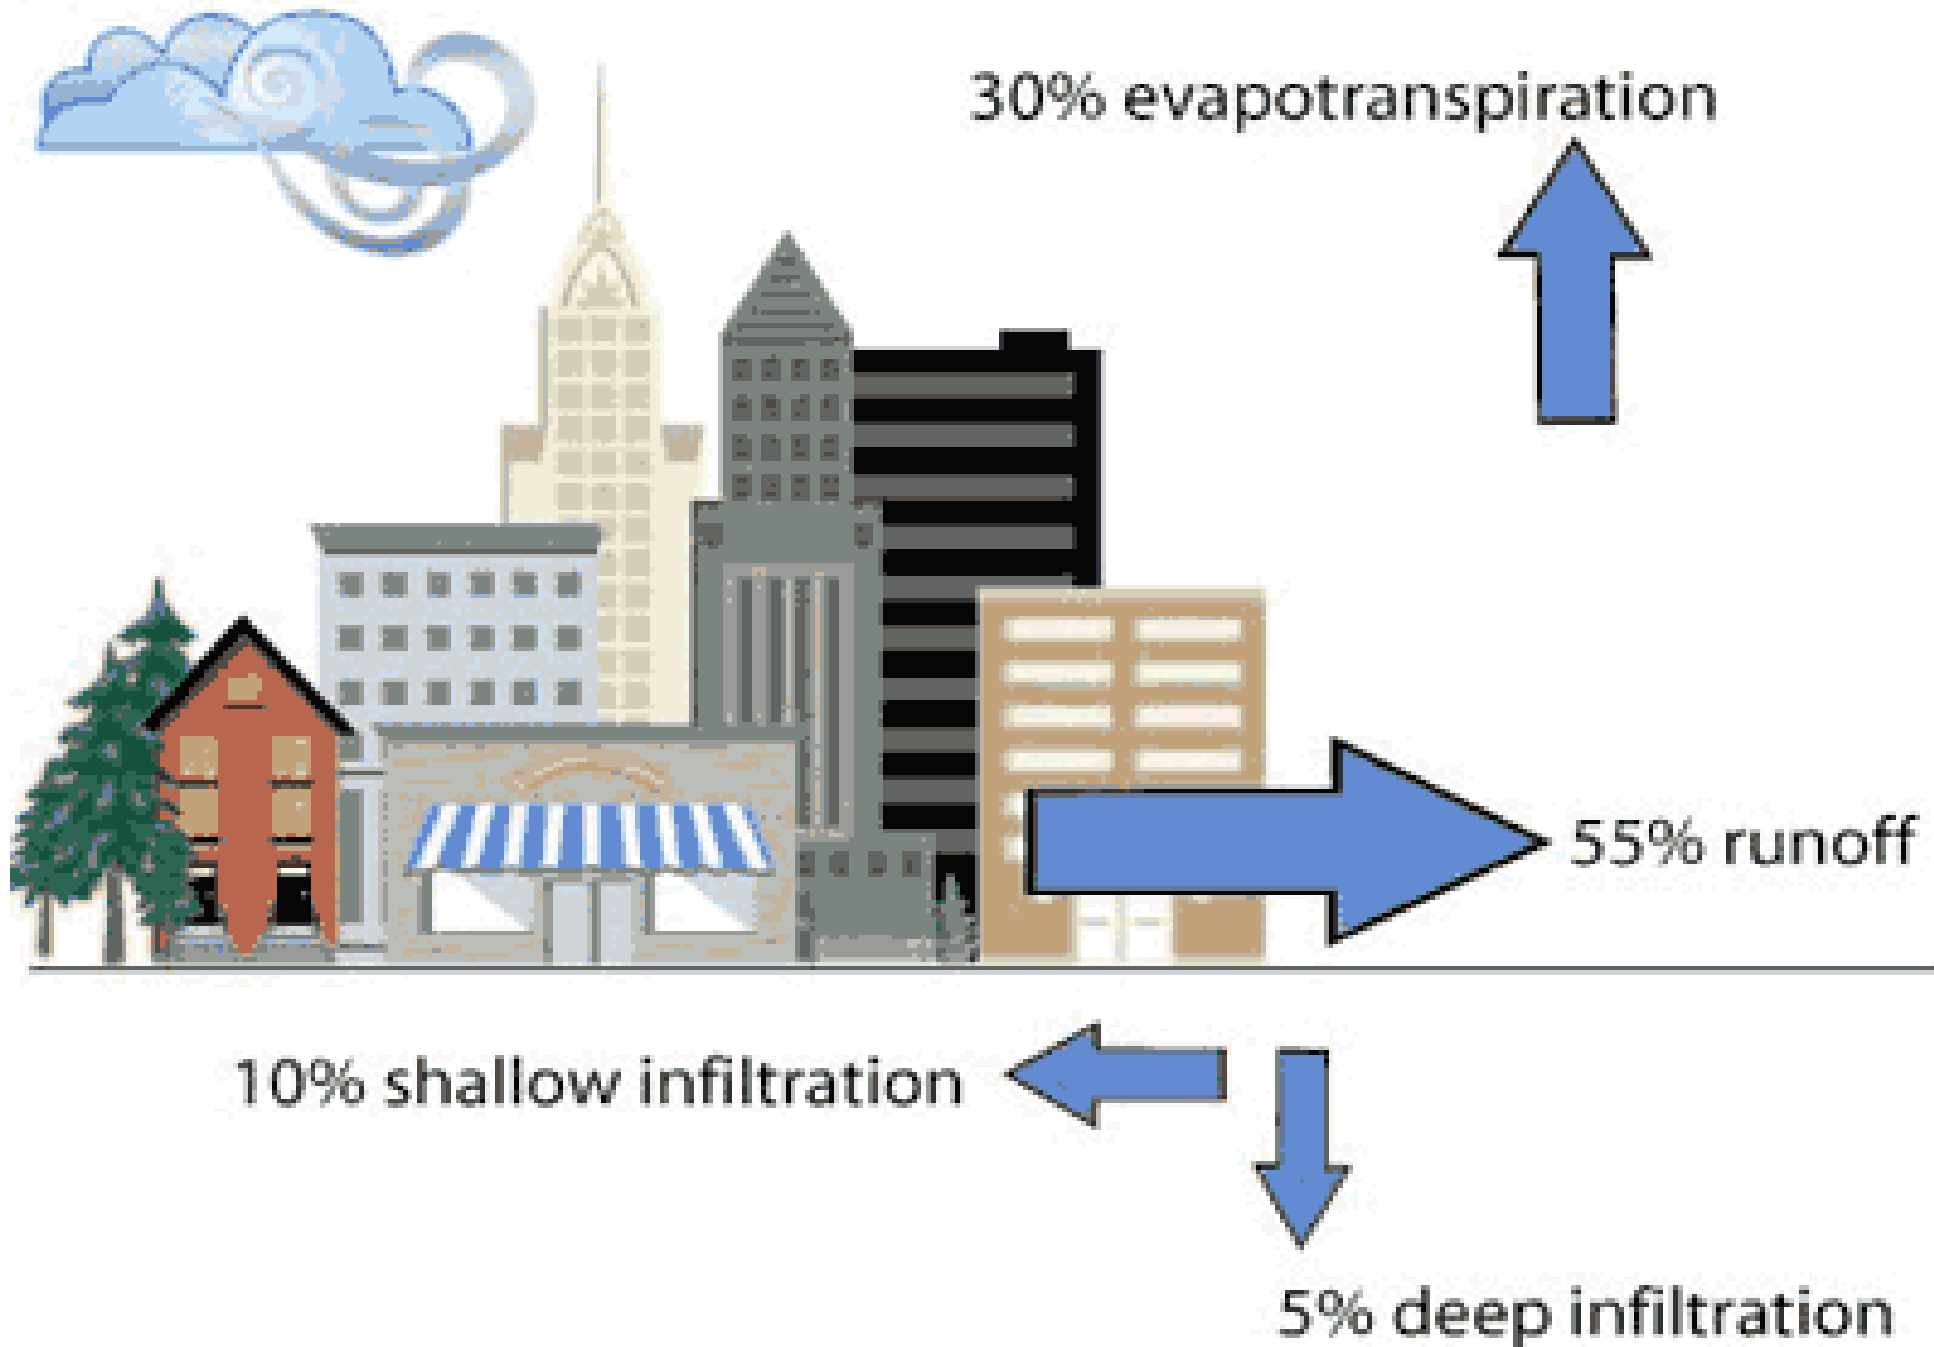 30% evapotranspiration
55% runoff
10% shallow infiltration
5% deep infiltration